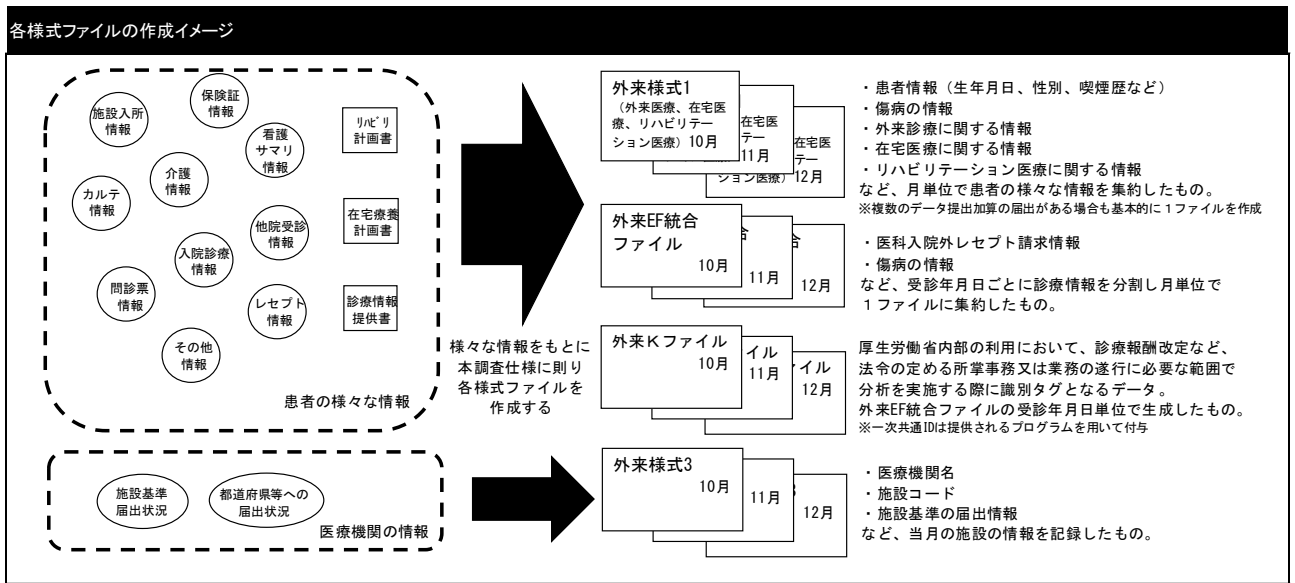 各様式ファイルの作成イメージ
保険証
情報
施設入所
情報
看護
サマリ
情報
リハビリ
計画書
介護
情報
カルテ
情報
他院受診
情報
在宅療養
計画書
入院診療
情報
問診票
情報
レセプト
情報
診療情報
提供書
その他
情報
患者の様々な情報
様々な情報をもとに
本調査仕様に則り
各様式ファイルを
作成する
施設基準
届出状況
都道府県等への
届出状況
医療機関の情報
外来様式1
（外来医療、在宅医
療、リハビリテー
ション医療）10月
在宅医
テー
11月
在宅医
テー
ション医療）12月
・患者情報（生年月日、性別、喫煙歴など）
・傷病の情報
・外来診療に関する情報
・在宅医療に関する情報
・リハビリテーション医療に関する情報
など、月単位で患者の様々な情報を集約したもの。
※複数のデータ提出加算の届出がある場合も基本的に１ファイルを作成
外来EF統合
ファイル
10月
合
11月
合
12月
・医科入院外レセプト請求情報
・傷病の情報
など、受診年月日ごとに診療情報を分割し月単位で
１ファイルに集約したもの。
外来Ｋファイル
10月
イル
11月
イル
12月
厚生労働省内部の利用において、診療報酬改定など、
法令の定める所掌事務又は業務の遂行に必要な範囲で
分析を実施する際に識別タグとなるデータ。
外来EF統合ファイルの受診年月日単位で生成したもの。
※一次共通IDは提供されるプログラムを用いて付与
外来様式3
10月
11月
12月
・医療機関名
・施設コード
・施設基準の届出情報
など、当月の施設の情報を記録したもの。